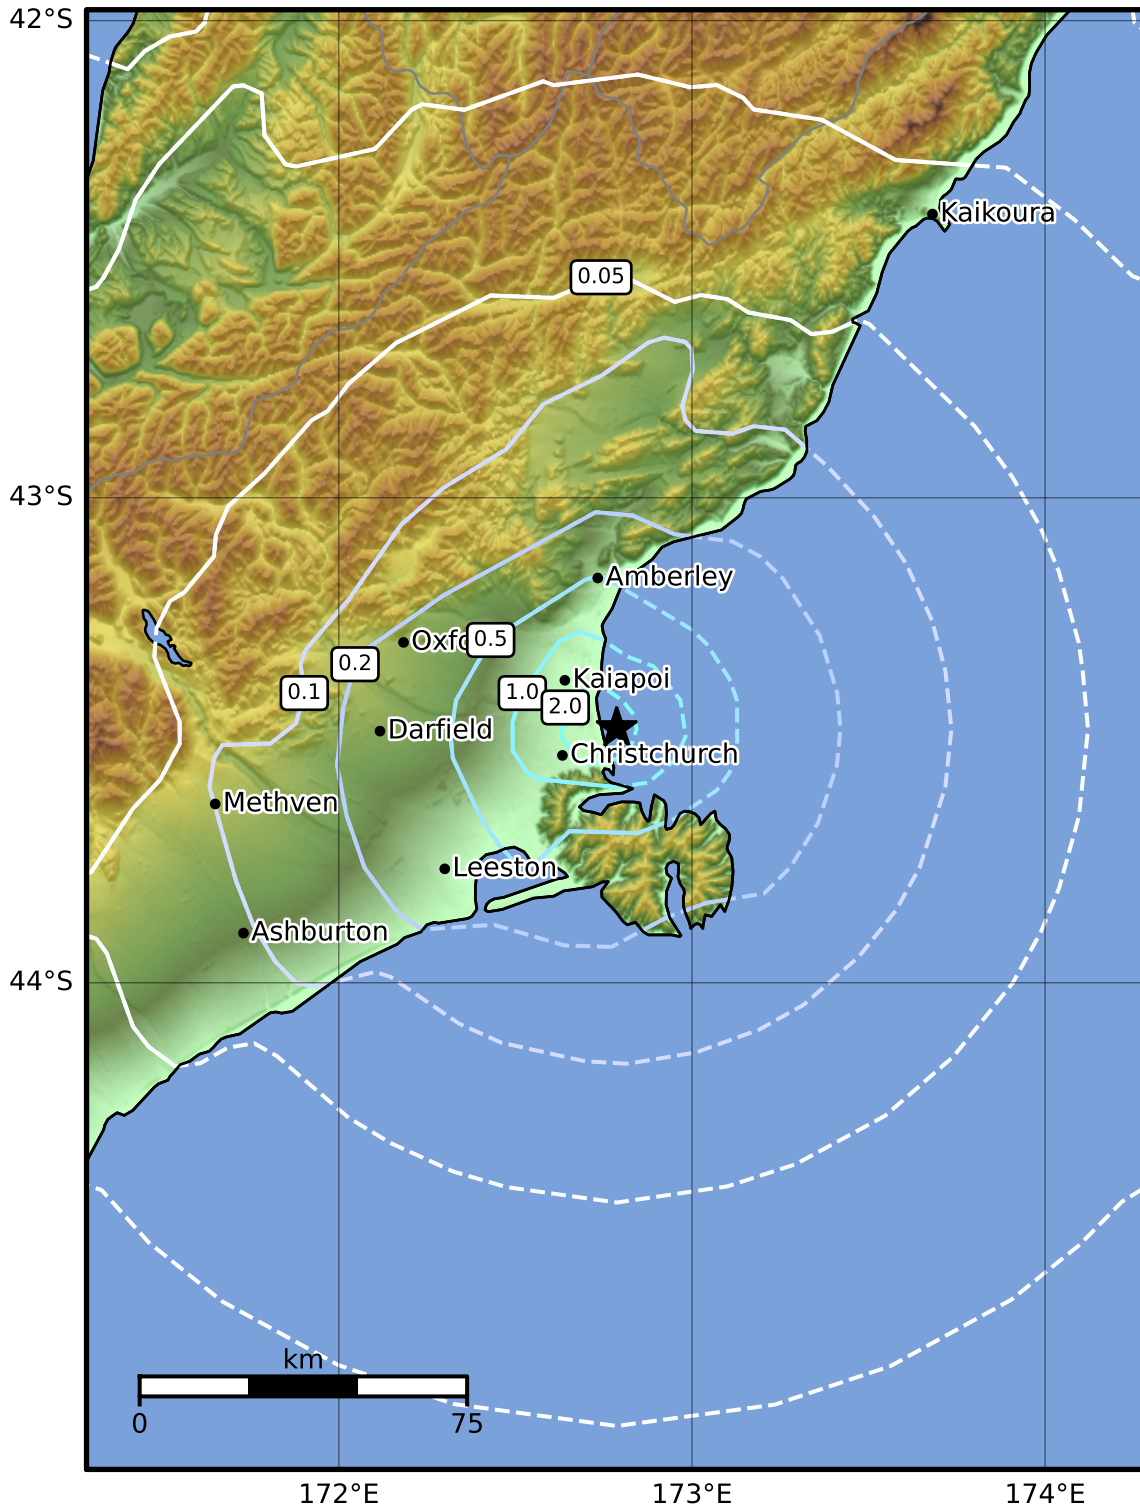 42°S
Kaikoura
0.05
43°S
Amberley
Oxfo
0.5
0.2
Kaiapoi
0.1
1.0
2.0
Darfield
Christchurch
Methven
Leeston
Ashburton
44°S
km
0
75
172°E
173°E
174°E